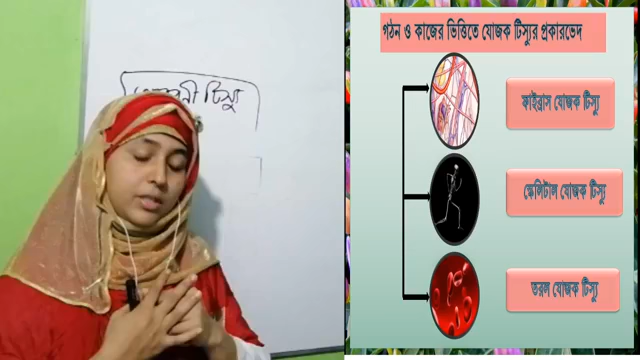 টিস্যু
গঠন ও কাজের ভিত্তিতে যোজক টিস্যুর প্রকারভেদ
ফাইব্রাস যোজক টিস্যু
স্কেলিটাল যোজক টিস্যু
তরল যোজক টিস্যু